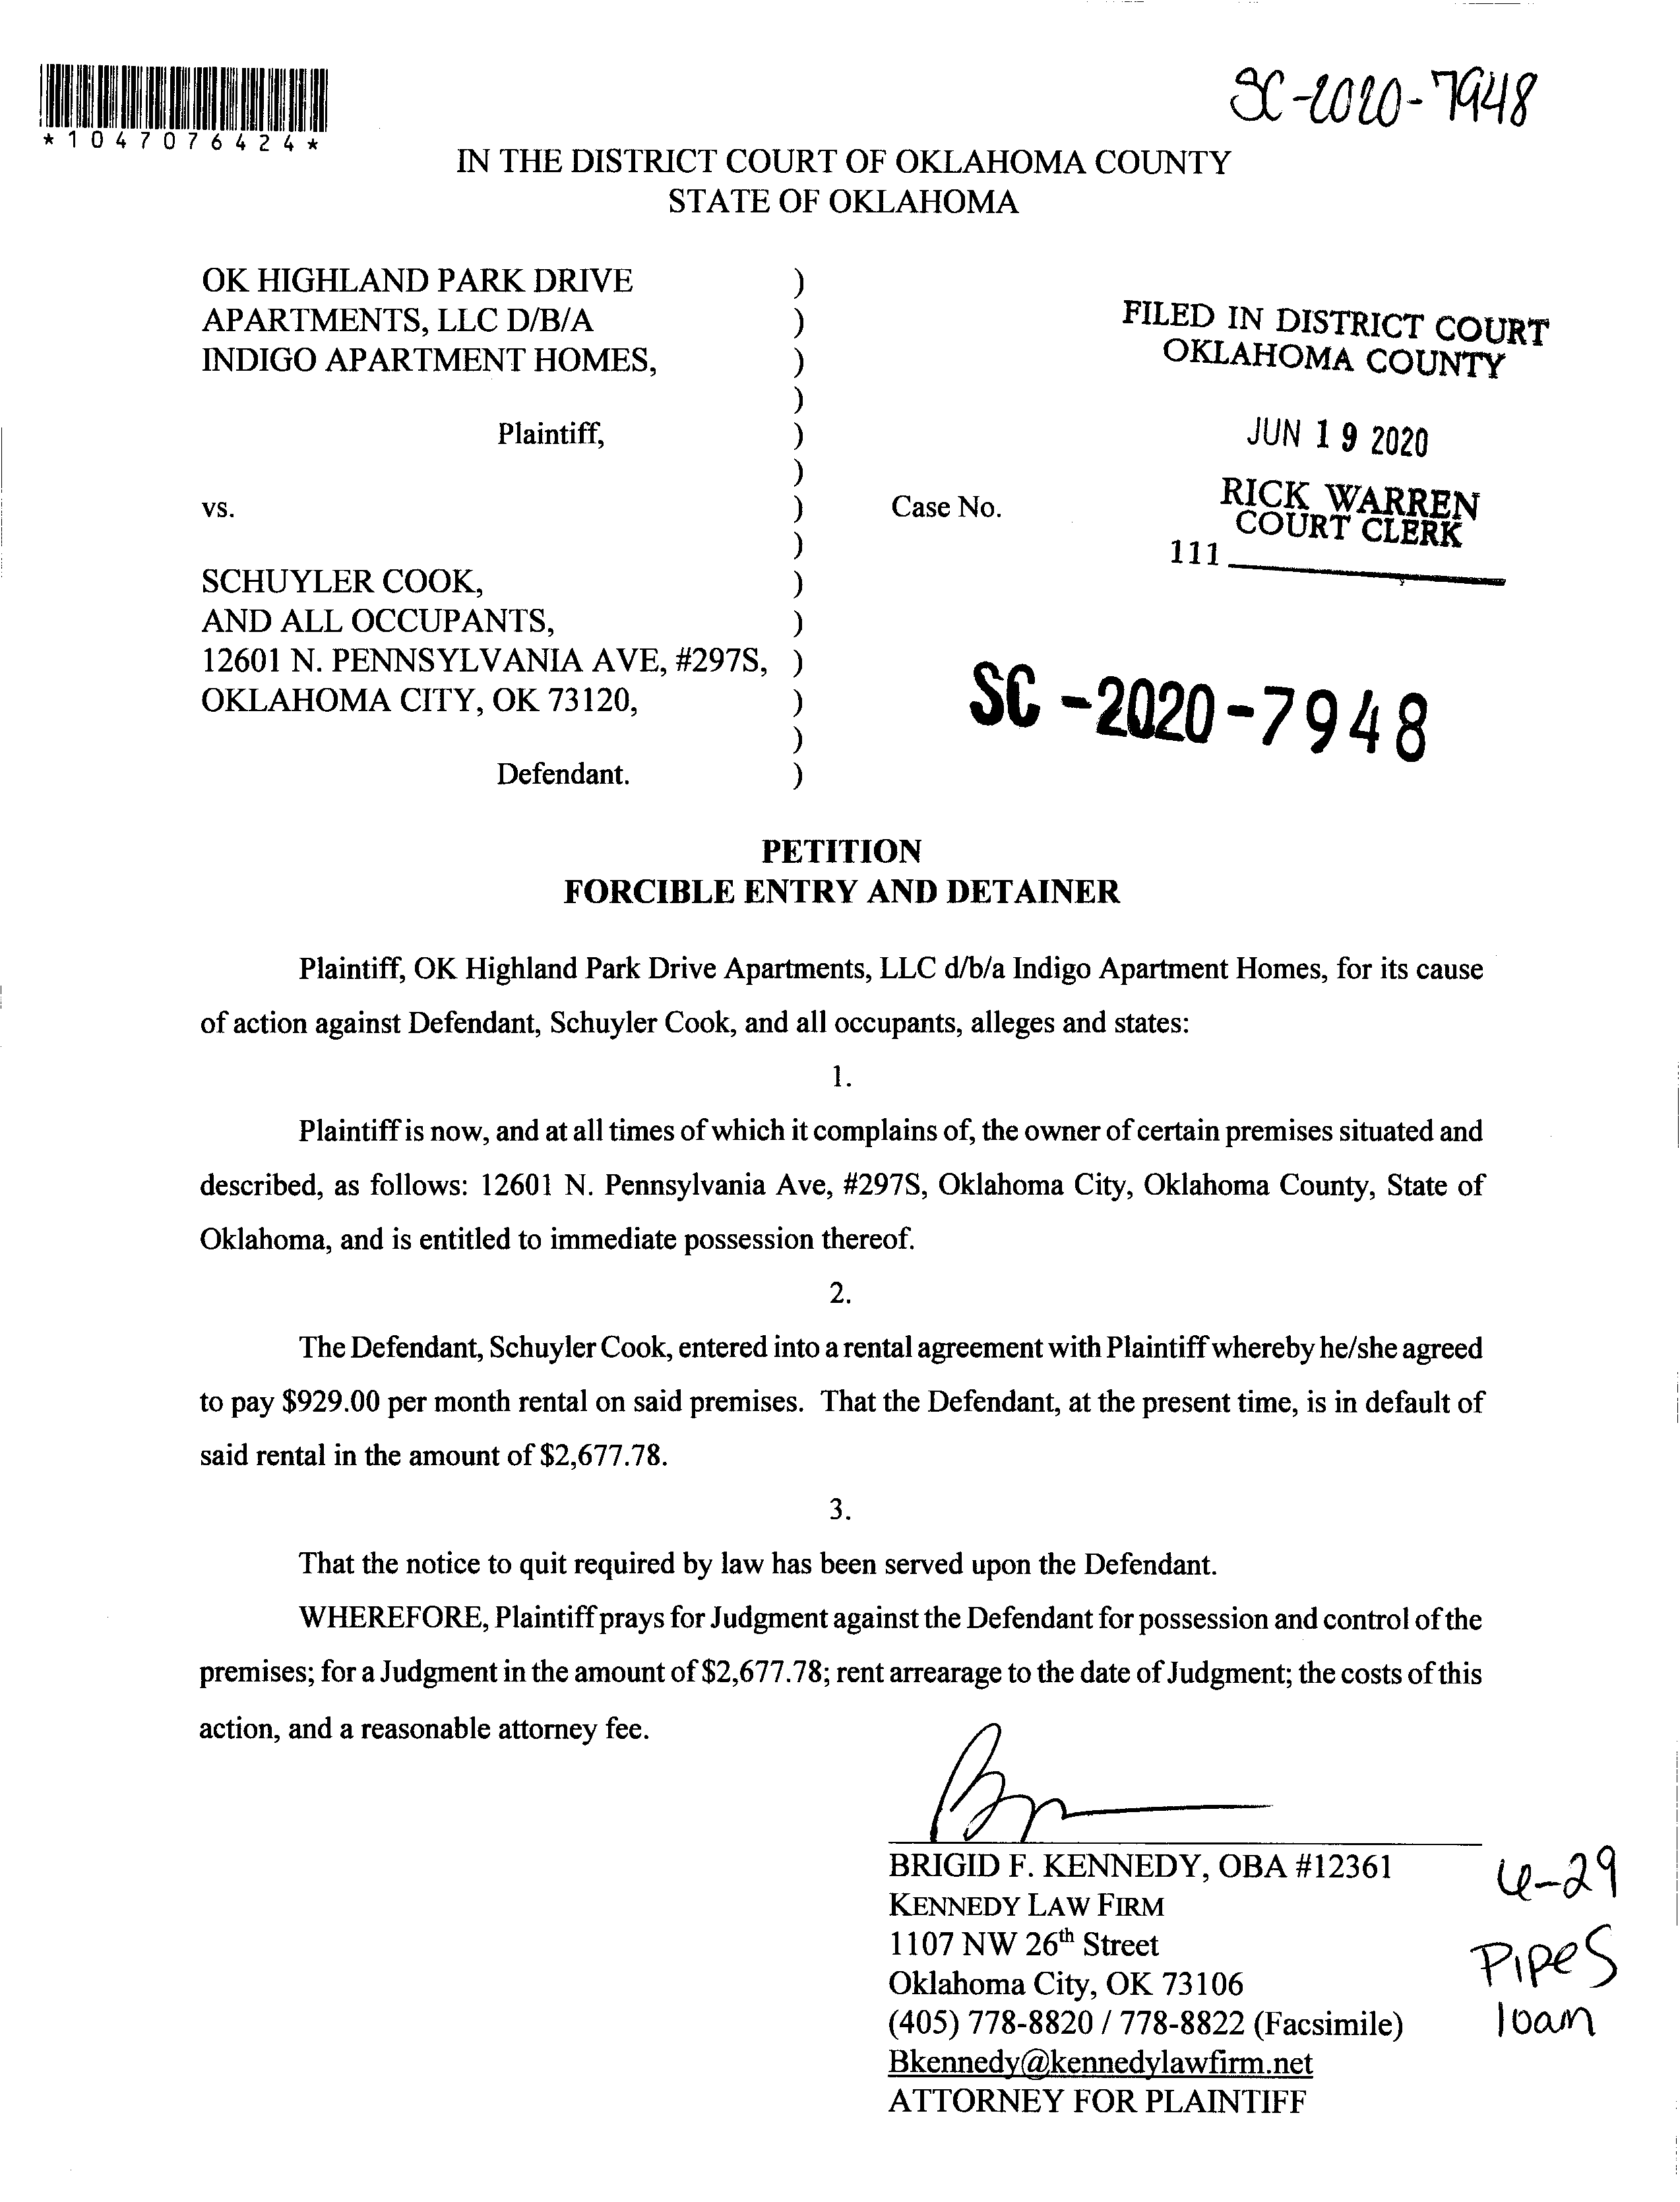 SC-2020-7948
*1047076424*
IN THE DISTRICT COURT OF OKLAHOMA COUNTY
STATE OF OKLAHOMA
OK HIGHLAND PARK DRIVE )
APARTMENTS, LLC D/B/A )
INDIGO APARTMENT HOMES, )
)
Plaintiff, )
)
vs. ) Case No.
)
SCHUYLER COOK, )
AND ALL OCCUPANTS, )
12601 N. PENNSYLVANIA AVE, #297S, )
OKLAHOMA CITY, OK 73120, )
)
Defendant. )
FILED IN DISTRICT COURT
OKLAHOMA COUNTY
JUN 19 2020
RICK WARREN
COURT CLERK
111
SC-2020-7948
PETITION
FORCIBLE ENTRY AND DETAINER
Plaintiff, OK Highland Park Drive Apartments, LLC d/b/a Indigo Apartment Homes, for its cause
of action against Defendant, Schuyler Cook, and all occupants, alleges and states:
1.
Plaintiff is now, and at all times of which it complains of, the owner of certain premises situated and
described, as follows: 12601 N. Pennsylvania Ave, #297S, Oklahoma City, Oklahoma County, State of
Oklahoma, and is entitled to immediate possession thereof.
2.
The Defendant, Schuyler Cook, entered into a rental agreement with Plaintiff whereby he/she agreed
to pay $929.00 per month rental on said premises. That the Defendant, at the present time, is in default of
said rental in the amount of $2,677.78.
3.
That the notice to quit required by law has been served upon the Defendant.
WHEREFORE, Plaintiff prays for Judgment against the Defendant for possession and control of the
premises; for a Judgment in the amount of $2,677.78; rent arrearage to the date of Judgment; the costs of this
action, and a reasonable attorney fee.
BRIGID F. KENNEDY, OBA #12361
KENNEDY LAW FIRM
1107 NW 26th Street
Oklahoma City, OK 73106
(405) 778-8820 / 778-8822 (Facsimile)
Bkennedy@kennedylawfirm.net
ATTORNEY FOR PLAINTIFF
6-29
Pipes
10am